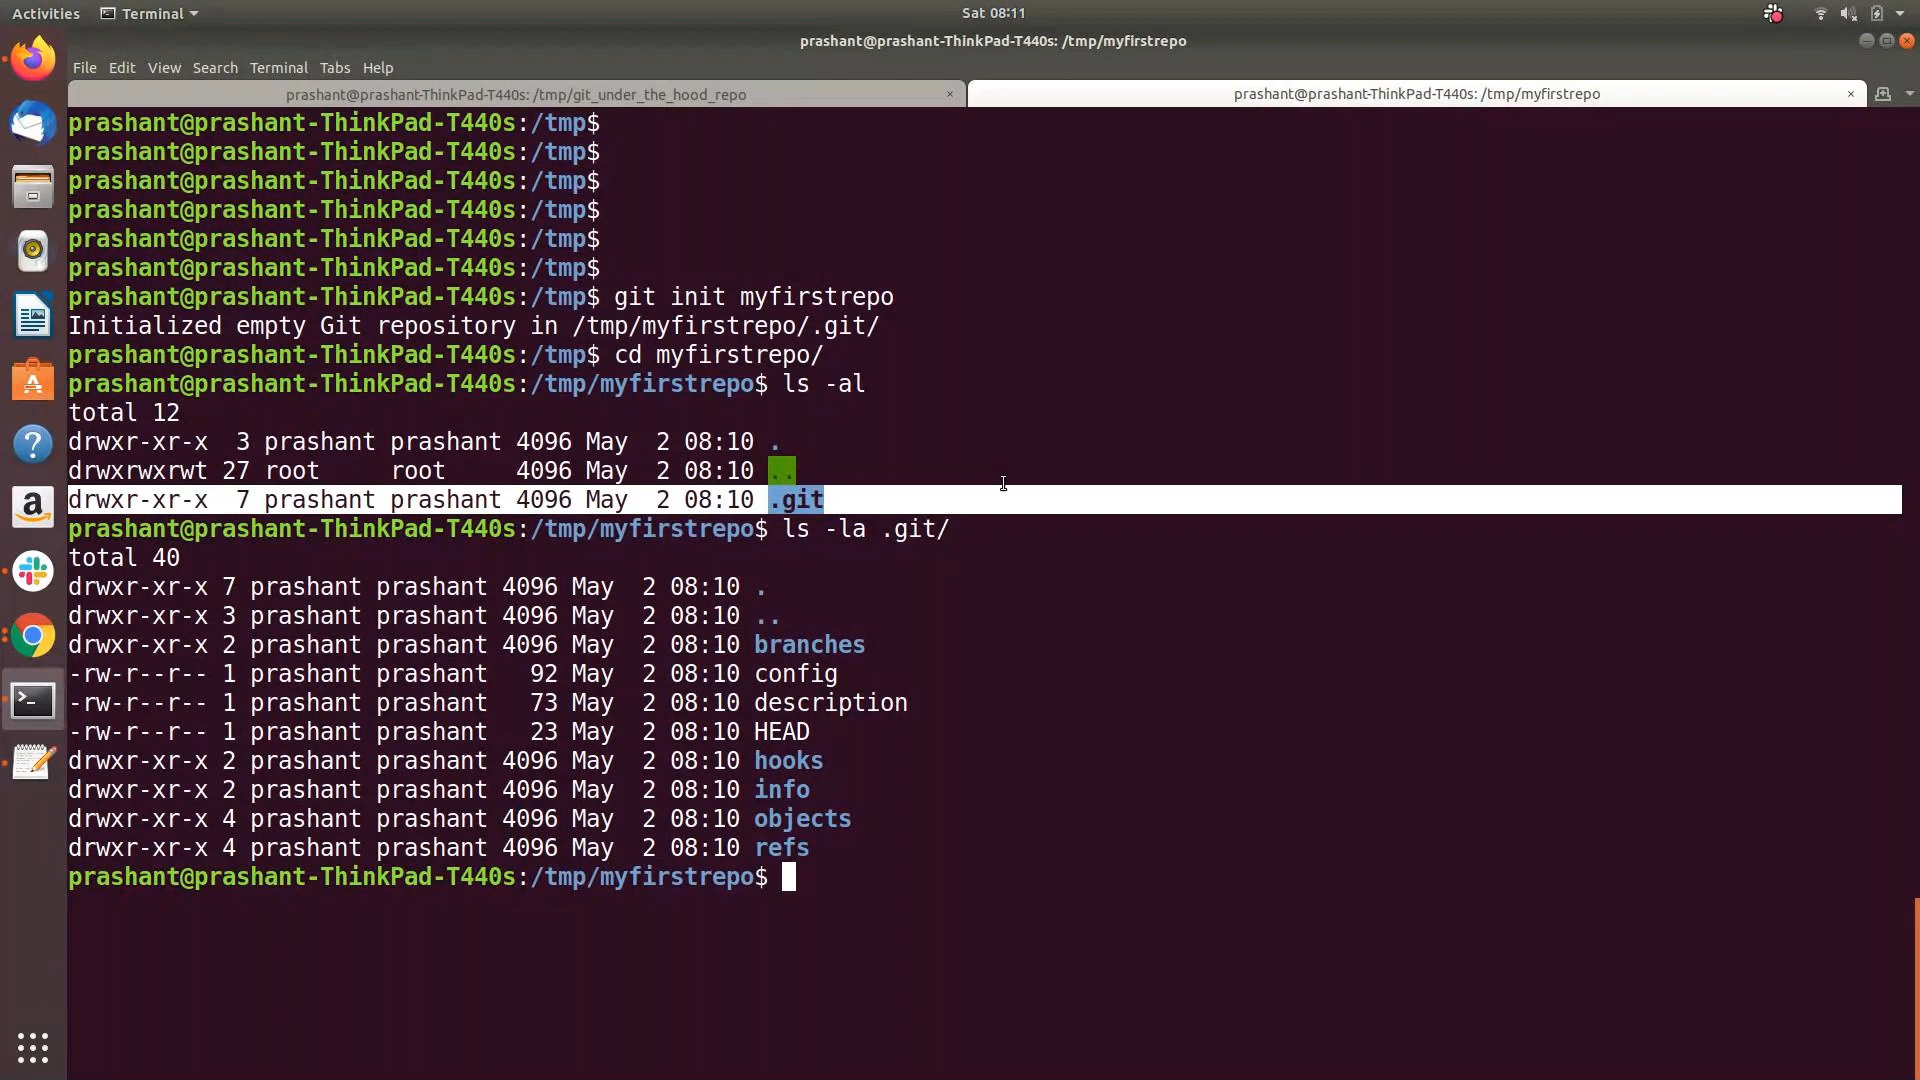 Activities Terminal Sat 08:11
prashant@prashant-ThinkPad-T440s: /tmp/myfirstrepo
File Edit View Search Terminal Tabs Help
prashant@prashant-ThinkPad-T440s: /tmp/git_under_the_hood_repo × prashant@prashant-ThinkPad-T440s: /tmp/myfirstrepo ×
prashant@prashant-ThinkPad-T440s:/tmp$
prashant@prashant-ThinkPad-T440s:/tmp$
prashant@prashant-ThinkPad-T440s:/tmp$
prashant@prashant-ThinkPad-T440s:/tmp$
prashant@prashant-ThinkPad-T440s:/tmp$
prashant@prashant-ThinkPad-T440s:/tmp$
prashant@prashant-ThinkPad-T440s:/tmp$ git init myfirstrepo
Initialized empty Git repository in /tmp/myfirstrepo/.git/
prashant@prashant-ThinkPad-T440s:/tmp$ cd myfirstrepo/
prashant@prashant-ThinkPad-T440s:/tmp/myfirstrepo$ ls -al
total 12
drwxr-xr-x  3 prashant prashant 4096 May  2 08:10 .
drwxrwxrwt 27 root     root     4096 May  2 08:10 ..
drwxr-xr-x  7 prashant prashant 4096 May  2 08:10 .git
prashant@prashant-ThinkPad-T440s:/tmp/myfirstrepo$ ls -la .git/
total 40
drwxr-xr-x 7 prashant prashant 4096 May  2 08:10 .
drwxr-xr-x 3 prashant prashant 4096 May  2 08:10 ..
drwxr-xr-x 2 prashant prashant 4096 May  2 08:10 branches
-rw-r--r-- 1 prashant prashant   92 May  2 08:10 config
-rw-r--r-- 1 prashant prashant   73 May  2 08:10 description
-rw-r--r-- 1 prashant prashant   23 May  2 08:10 HEAD
drwxr-xr-x 2 prashant prashant 4096 May  2 08:10 hooks
drwxr-xr-x 2 prashant prashant 4096 May  2 08:10 info
drwxr-xr-x 4 prashant prashant 4096 May  2 08:10 objects
drwxr-xr-x 4 prashant prashant 4096 May  2 08:10 refs
prashant@prashant-ThinkPad-T440s:/tmp/myfirstrepo$